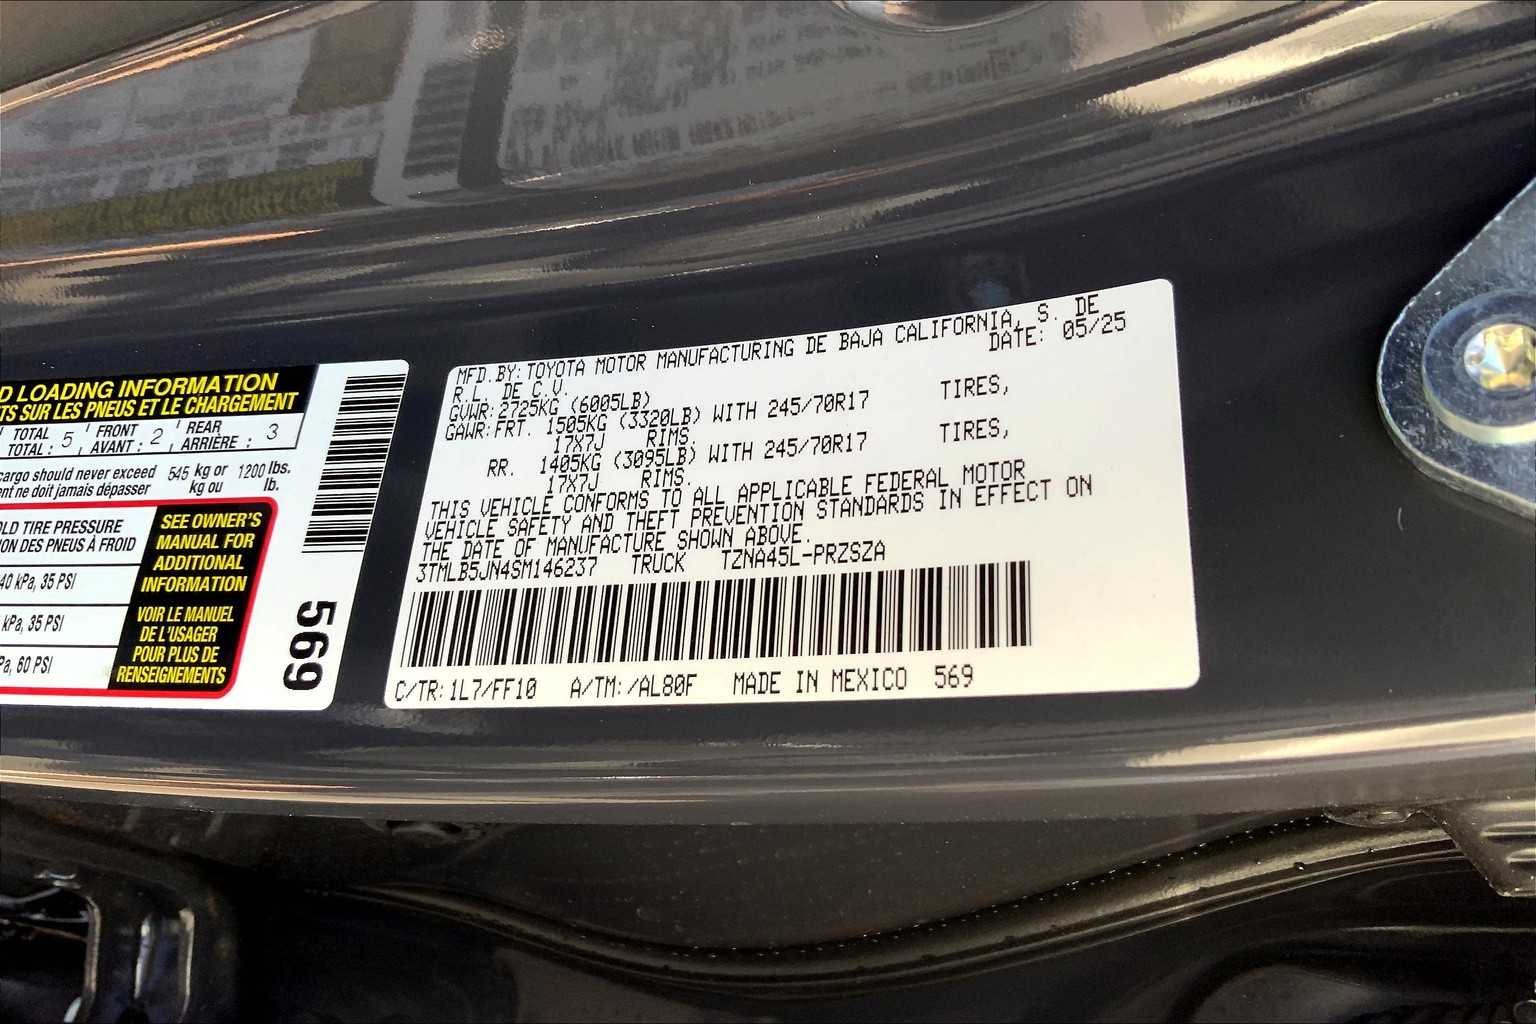 D LOADING INFORMATION
TS SUR LES PNEUS ET LE CHARGEMENT
TOTAL FRONT REAR
TOTAL : 5 AVANT : 2 ARRIÈRE : 3
cargo should never exceed 545 kg or 1200 lbs.
ent ne doit jamais dépasser kg ou lb.
OLD TIRE PRESSURE
ION DES PNEUS À FROID
40 kPa, 35 PSI
kPa, 35 PSI
Pa, 60 PSI
SEE OWNER'S
MANUAL FOR
ADDITIONAL
INFORMATION
VOIR LE MANUEL
DE L'USAGER
POUR PLUS DE
RENSEIGNEMENTS
569
MFD.BY:TOYOTA MOTOR MANUFACTURING DE BAJA CALIFORNIA, S. DE
R.L. DE C.V. DATE: 05/25
GVWR:2725KG (6005LB)
GAWR:FRT. 1505KG (3320LB) WITH 245/70R17 TIRES,
17X7J RIMS.
RR. 1405KG (3095LB) WITH 245/70R17 TIRES,
17X7J RIMS.
THIS VEHICLE CONFORMS TO ALL APPLICABLE FEDERAL MOTOR
VEHICLE SAFETY AND THEFT PREVENTION STANDARDS IN EFFECT ON
THE DATE OF MANUFACTURE SHOWN ABOVE.
3TMLB5JN4SM146237 TRUCK TZNA45L-PRZSZA
C/TR:1L7/FF10 A/TM:/AL80F MADE IN MEXICO 569